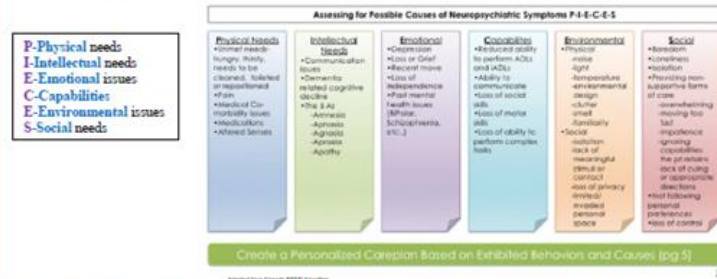 P-Physical needs
I-Intellectual needs
E-Emotional issues
C-Capabilities
E-Environmental issues
S-Social needs
Assessing for Possible Causes of Neuropsychiatric Symptoms P-I-E-C-E-S
Physical Needs
•Unmet needs-
hungry, thirsty,
needs to be
cleaned, toileted
or repositioned
•Pain
•Medical Co-
morbidity issues
•Medications
•Altered Senses
Intellectual
Needs
•Communication
issues
•Dementia
related cognitive
decline
•The 5 As
-Amnesia
-Aphasia
-Agnosia
-Apraxia
-Apathy
Emotional
•Depression
•Loss or Grief
•Recent move
•Loss of
independence
•Past mental
health issues
(BiPolar,
Schizophrenia,
etc..)
Capabilities
•Reduced ability
to perform ADLs
and IADLs
•Ability to
communicate
•Loss of social
skills
•Loss of motor
skills
•Loss of ability to
perform complex
tasks
Environmental
•Physical
-noise
-light
-temperature
-environmental
design
-clutter
-smell
-familiarity
•Social
-isolation
-lack of
meaningful
stimuli or
contact
-loss of privacy
-limited/
invaded
personal
space
Social
•Boredom
•Loneliness
•Isolation
•Providing non-
supportive forms
of care:
-overwhelming
-moving too
fast
-impatience
-ignoring
capabilities
the pt retains
-lack of cuing
or appropriate
directions
•Not following
personal
preferences
•loss of control
Create a Personalized Careplan Based on Exhibited Behaviors and Causes (pg 5)